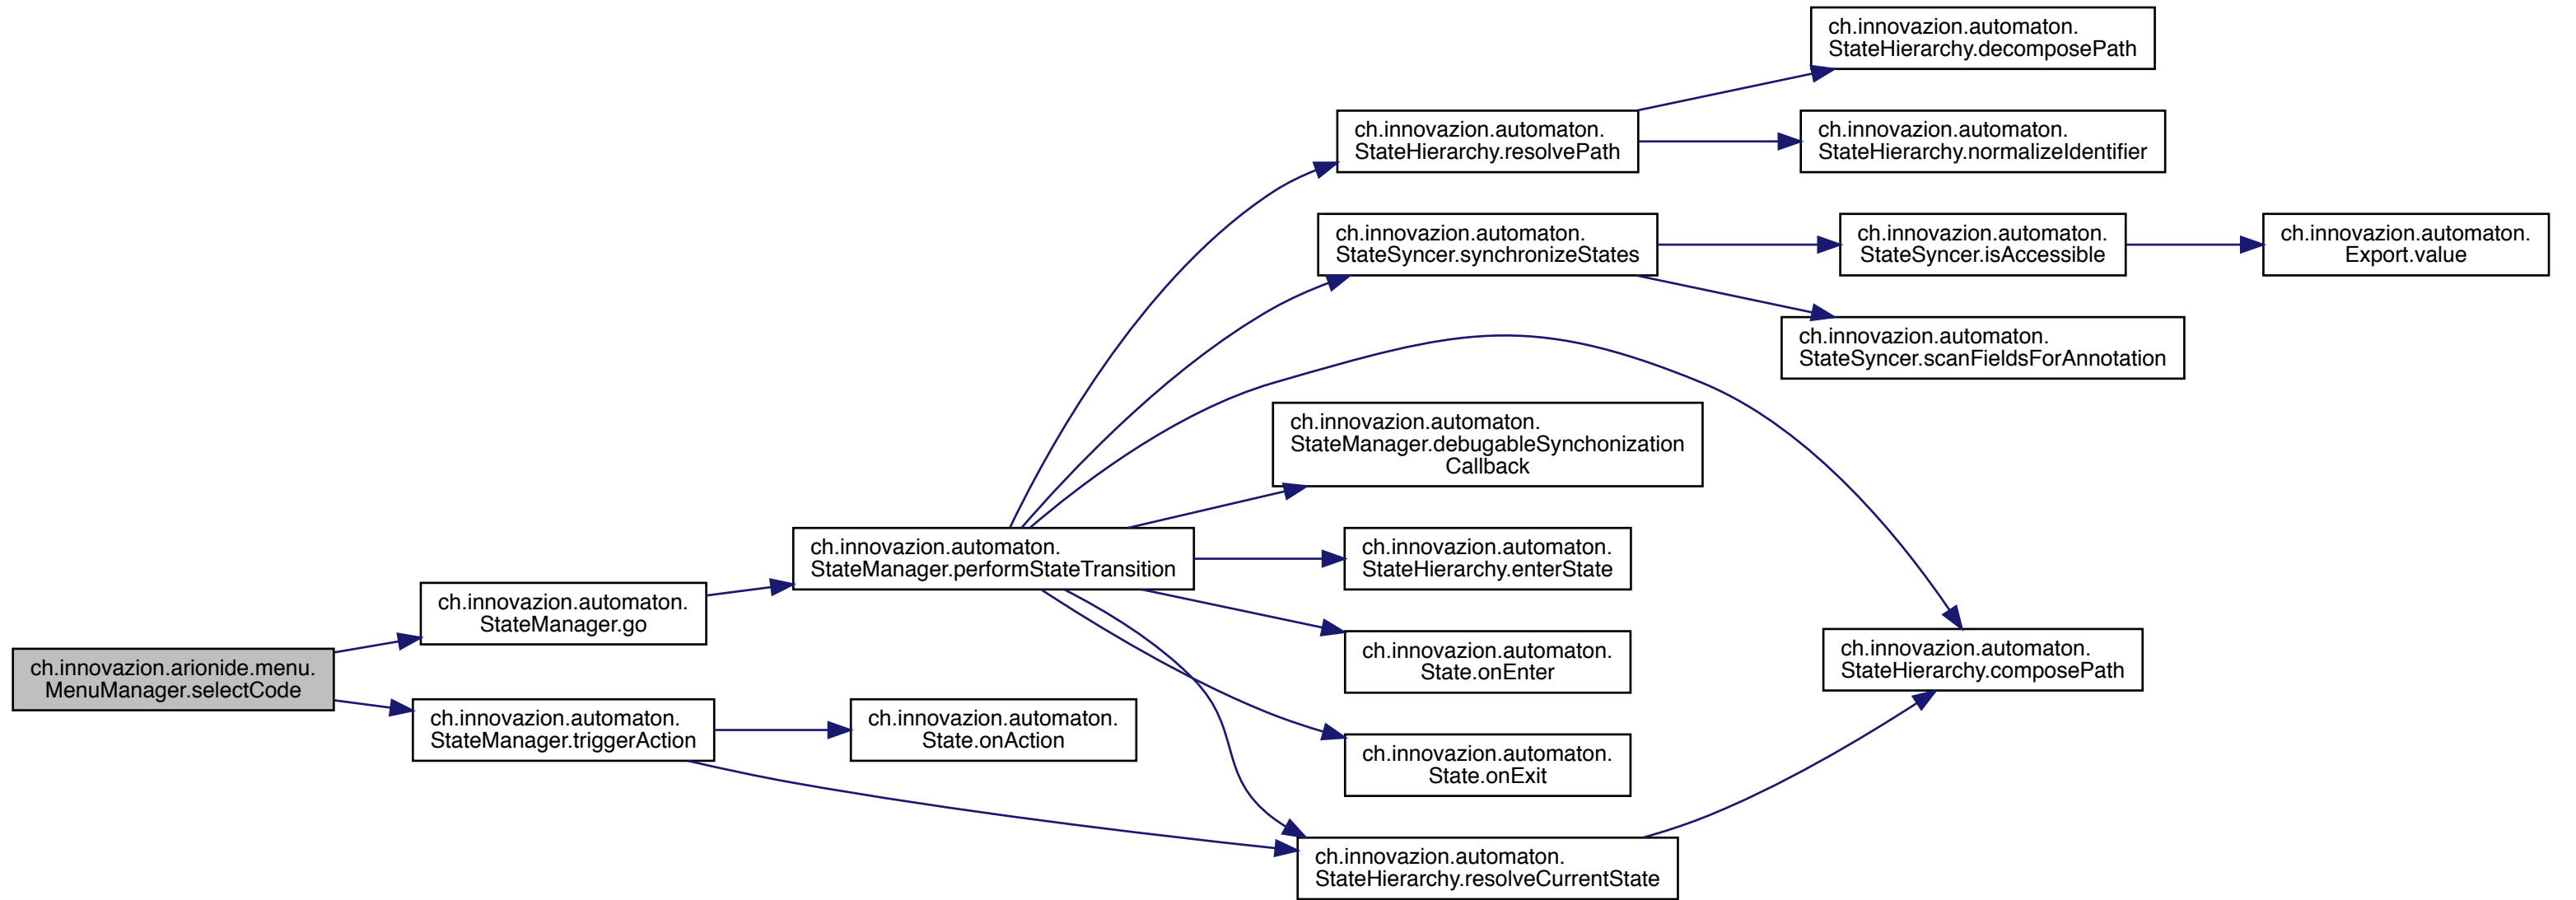 ch.innovazion.arionide.menu.
MenuManager.selectCode
ch.innovazion.automaton.
StateManager.go
ch.innovazion.automaton.
StateManager.triggerAction
ch.innovazion.automaton.
StateManager.performStateTransition
ch.innovazion.automaton.
State.onAction
ch.innovazion.automaton.
StateHierarchy.resolvePath
ch.innovazion.automaton.
StateSyncer.synchronizeStates
ch.innovazion.automaton.
StateManager.debugableSynchonization
Callback
ch.innovazion.automaton.
StateHierarchy.enterState
ch.innovazion.automaton.
State.onEnter
ch.innovazion.automaton.
State.onExit
ch.innovazion.automaton.
StateHierarchy.resolveCurrentState
ch.innovazion.automaton.
StateHierarchy.decomposePath
ch.innovazion.automaton.
StateHierarchy.normalizeIdentifier
ch.innovazion.automaton.
StateSyncer.isAccessible
ch.innovazion.automaton.
StateSyncer.scanFieldsForAnnotation
ch.innovazion.automaton.
StateHierarchy.composePath
ch.innovazion.automaton.
Export.value